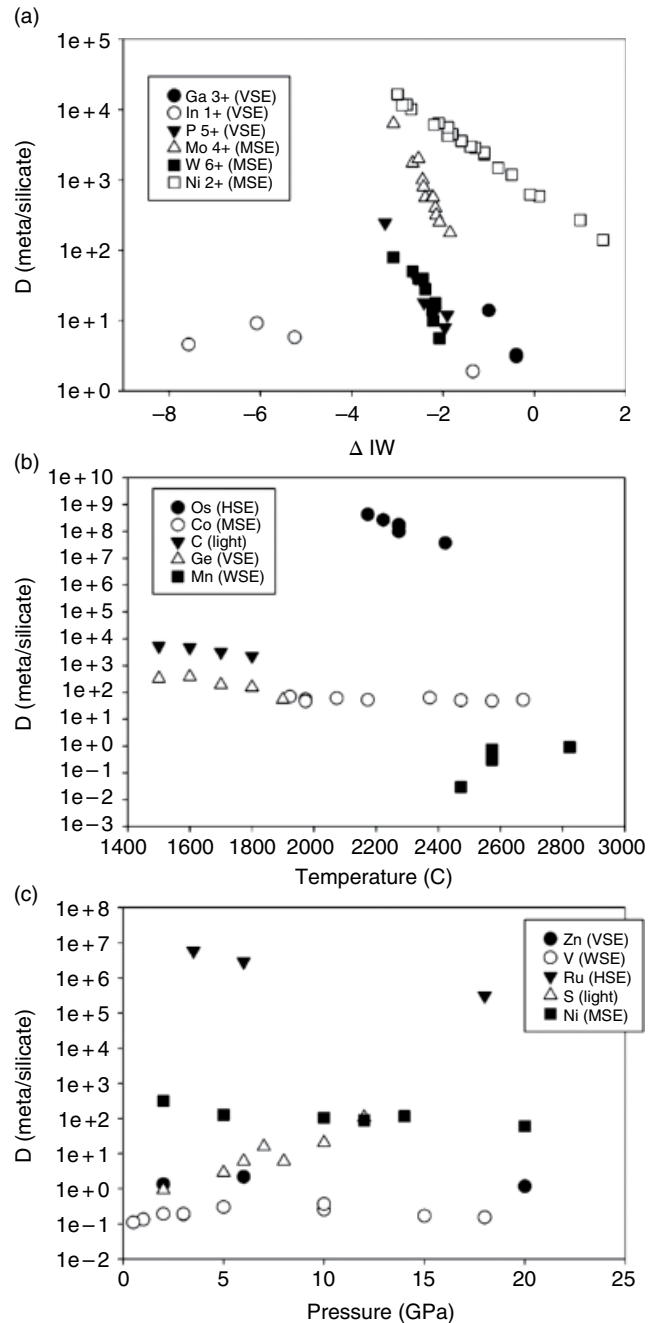 (a)
1e+5
1e+4
1e+3
1e+2
1e+1
1e+0
D (meta/silicate)
Ga 3+ (VSE)
In 1+ (VSE)
P 5+ (VSE)
Mo 4+ (MSE)
W 6+ (MSE)
Ni 2+ (MSE)
−8 −6 −4 −2 0 2
Δ IW
(b)
1e+10
1e+9
1e+8
1e+7
1e+6
1e+5
1e+4
1e+3
1e+2
1e+1
1e+0
1e−1
1e−2
1e−3
D (meta/silicate)
Os (HSE)
Co (MSE)
C (light)
Ge (VSE)
Mn (WSE)
1400 1600 1800 2000 2200 2400 2600 2800 3000
Temperature (C)
(c)
1e+8
1e+7
1e+6
1e+5
1e+4
1e+3
1e+2
1e+1
1e+0
1e−1
1e−2
D (meta/silicate)
Zn (VSE)
V (WSE)
Ru (HSE)
S (light)
Ni (MSE)
0 5 10 15 20 25
Pressure (GPa)